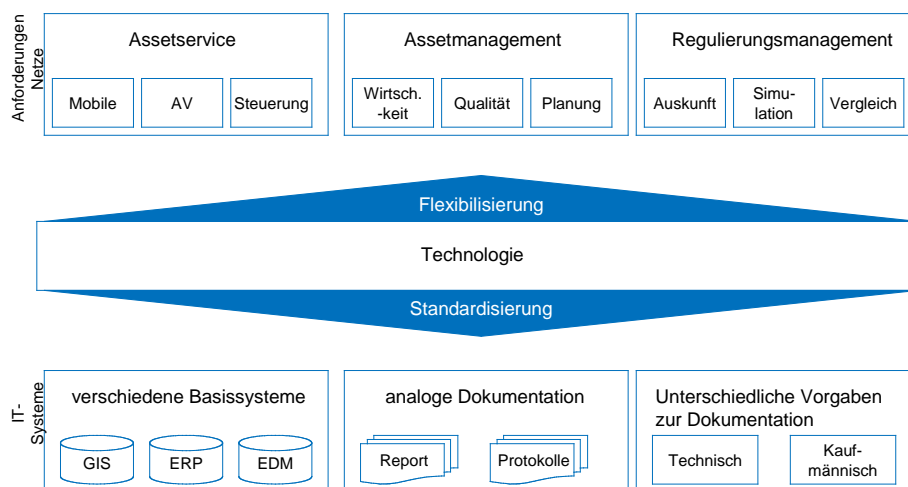 Anforderungen
Netze
Assetservice
Mobile
AV
Steuerung
Assetmanagement
Wirtsch.
-keit
Qualität
Planung
Regulierungsmanagement
Auskunft
Simu-
lation
Vergleich
Flexibilisierung
Technologie
Standardisierung
IT-
Systeme
verschiedene Basissysteme
GIS
ERP
EDM
analoge Dokumentation
Report
Protokolle
Unterschiedliche Vorgaben
zur Dokumentation
Technisch
Kauf-
männisch